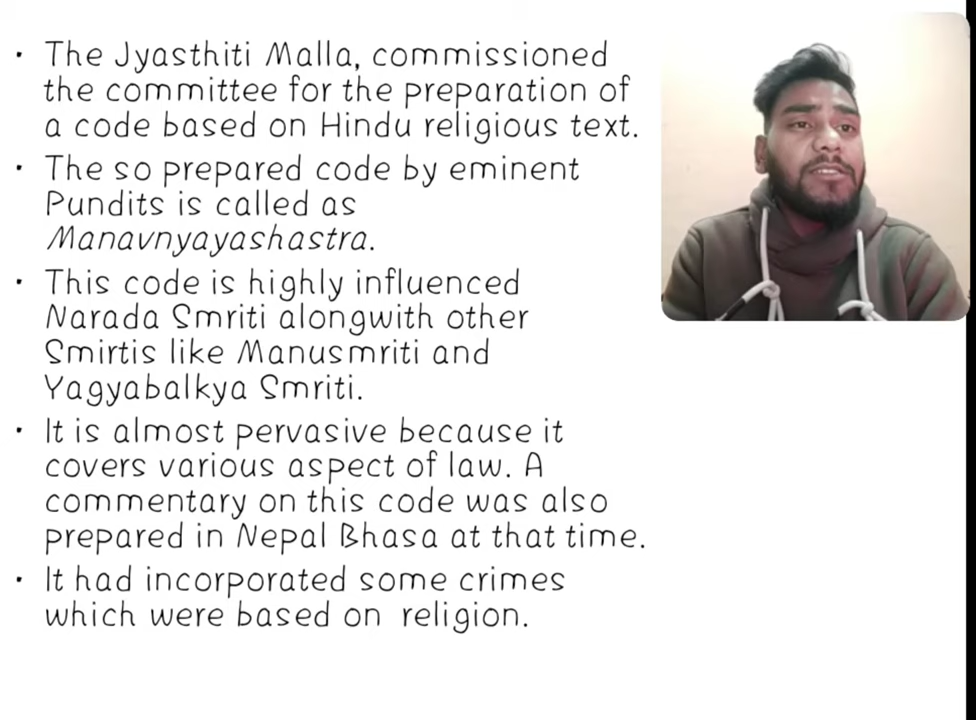 • The Jyasthiti Malla, commissioned
the committee for the preparation of
a code based on Hindu religious text.
• The so prepared code by eminent
Pundits is called as
Manavnyayashastra.
• This code is highly influenced
Narada Smriti alongwith other
Smirtis like Manusmriti and
Yagyabalkya Smriti.
• It is almost pervasive because it
covers various aspect of law. A
commentary on this code was also
prepared in Nepal Bhasa at that time.
• It had incorporated some crimes
which were based on religion.